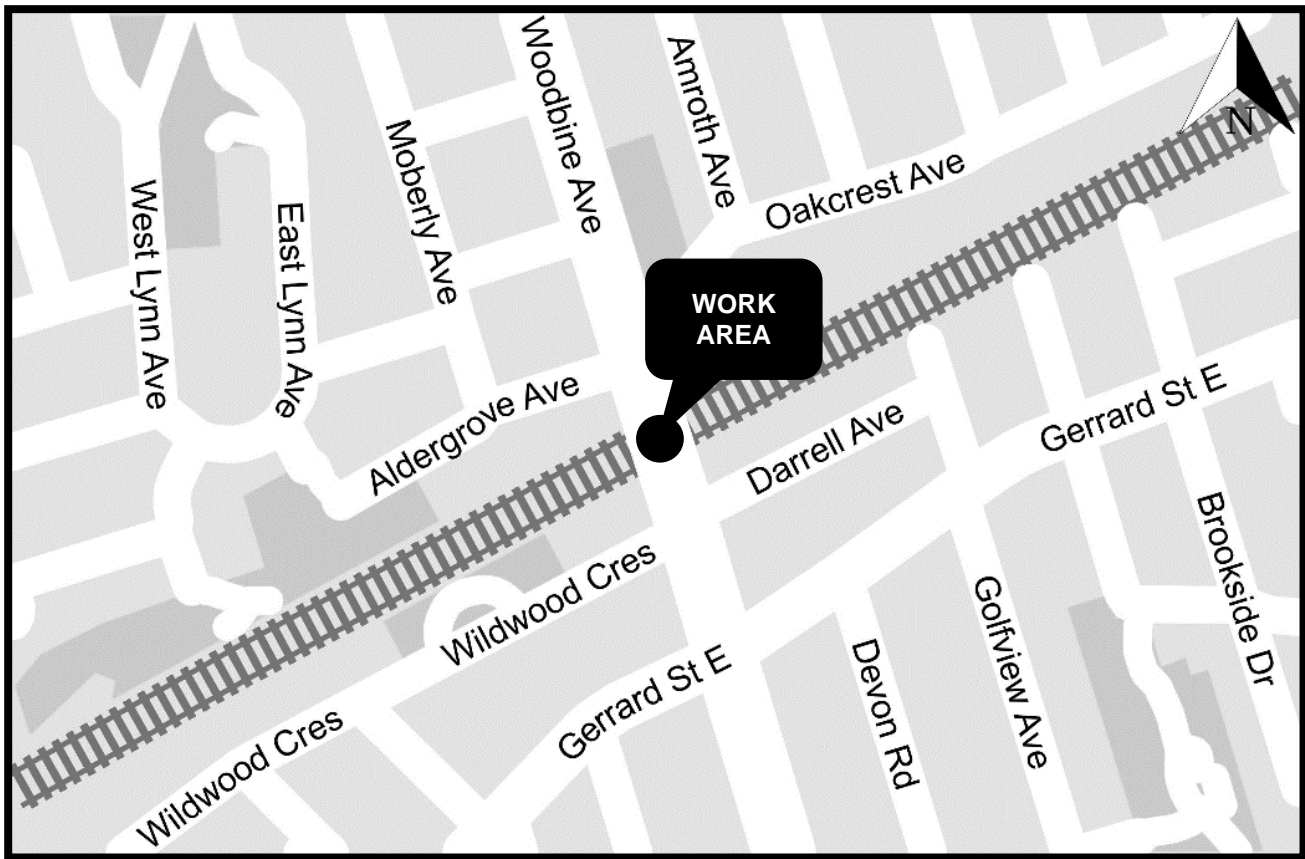 Woodbine Ave
Amroth Ave
N
Moberly Ave
Oakcrest Ave
West Lynn Ave
East Lynn Ave
WORK
AREA
Aldergrove Ave
Darrell Ave
Gerrard St E
Brookside Dr
Wildwood Cres
Golfview Ave
Devon Rd
Gerrard St E
Wildwood Cres